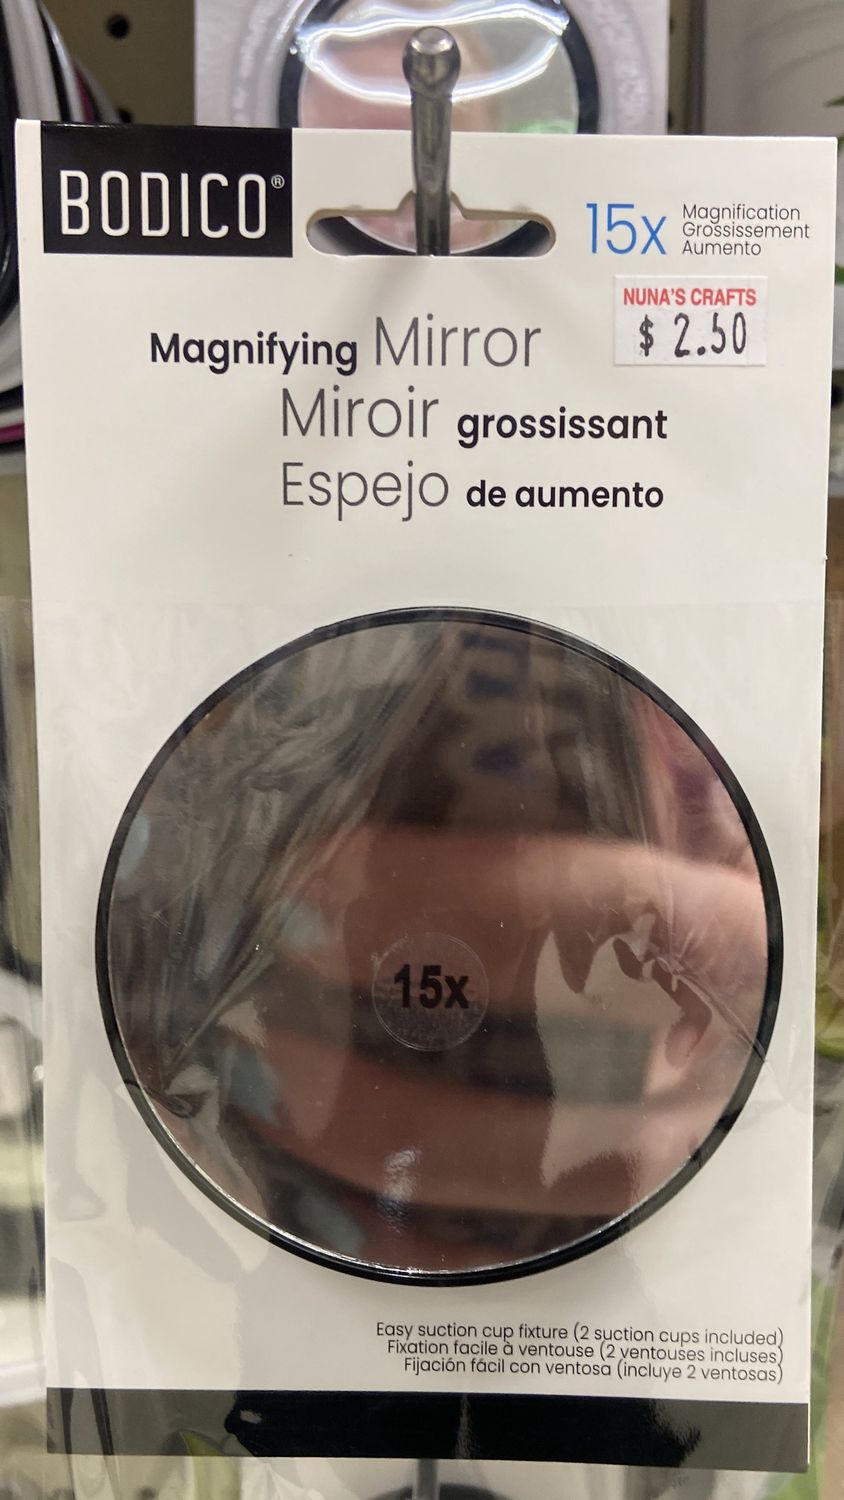 BODICO®
15x
Magnification
Grossissement
Aumento
NUNA'S CRAFTS
$ 2.50
Magnifying Mirror
Miroir grossissant
Espejo de aumento
15x
Easy suction cup fixture (2 suction cups included)
Fixation facile à ventouse (2 ventouses incluses)
Fijación fácil con ventosa (incluye 2 ventosas)